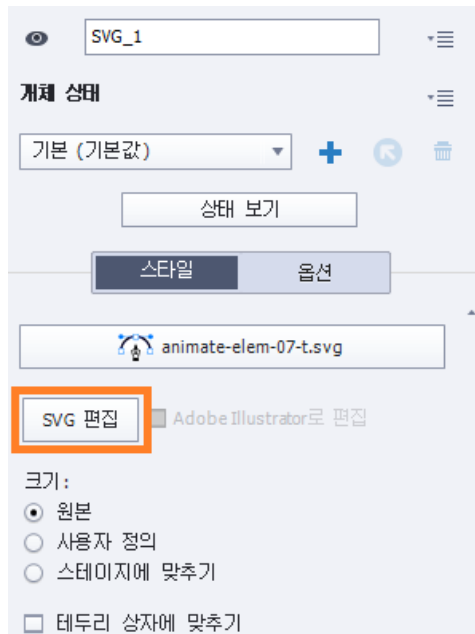 SVG_1
개체 상태
기본 (기본값)
상태 보기
스타일 옵션
animate-elem-07-t.svg
SVG 편집 Adobe Illustrator로 편집
크기:
원본
사용자 정의
스테이지에 맞추기
테두리 상자에 맞추기